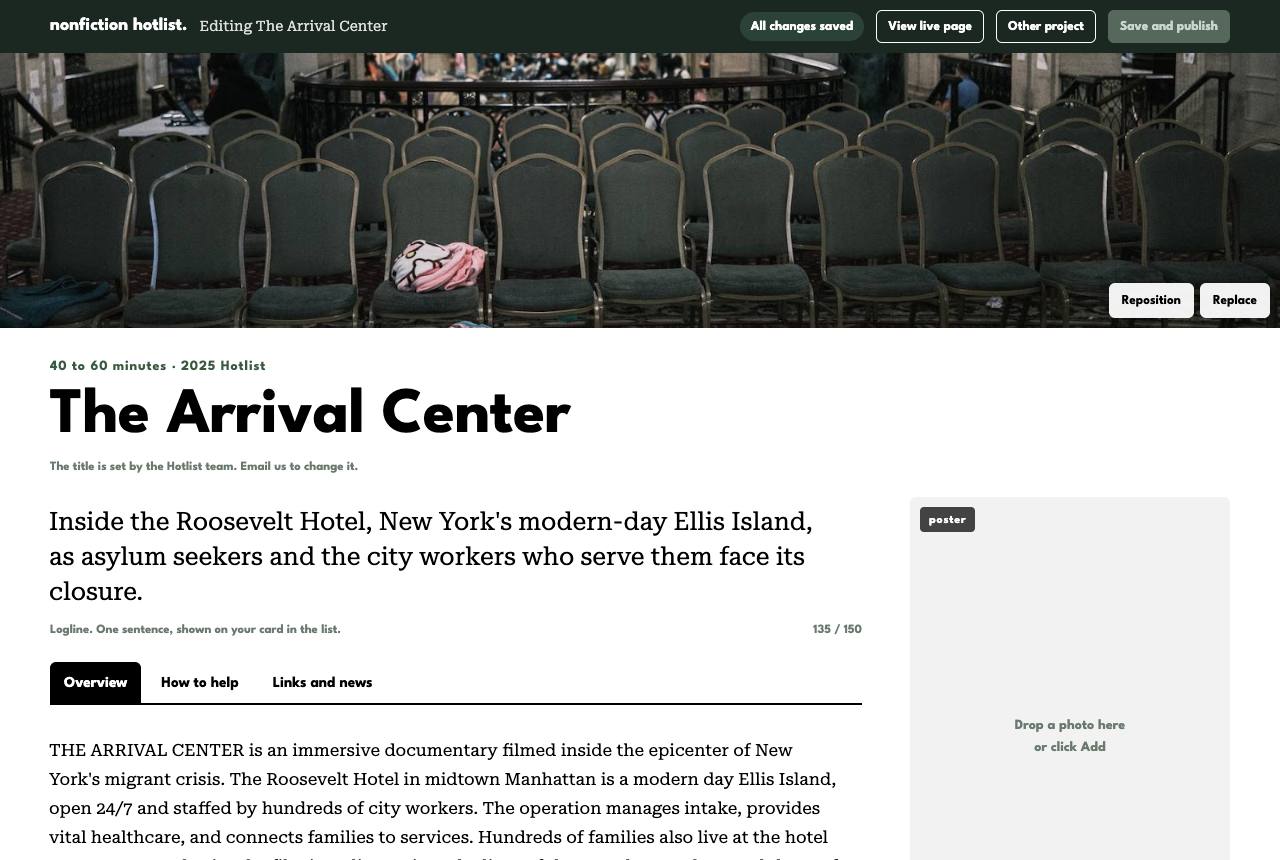 nonfiction hotlist. Editing The Arrival Center All changes saved View live page Other project Save and publish
Reposition Replace
40 to 60 minutes · 2025 Hotlist
The Arrival Center
The title is set by the Hotlist team. Email us to change it.
Inside the Roosevelt Hotel, New York's modern-day Ellis Island,
as asylum seekers and the city workers who serve them face its
closure.
Logline. One sentence, shown on your card in the list. 135 / 150
Overview How to help Links and news
THE ARRIVAL CENTER is an immersive documentary filmed inside the epicenter of New
York's migrant crisis. The Roosevelt Hotel in midtown Manhattan is a modern day Ellis Island,
open 24/7 and staffed by hundreds of city workers. The operation manages intake, provides
vital healthcare, and connects families to services. Hundreds of families also live at the hotel
poster
Drop a photo here
or click Add